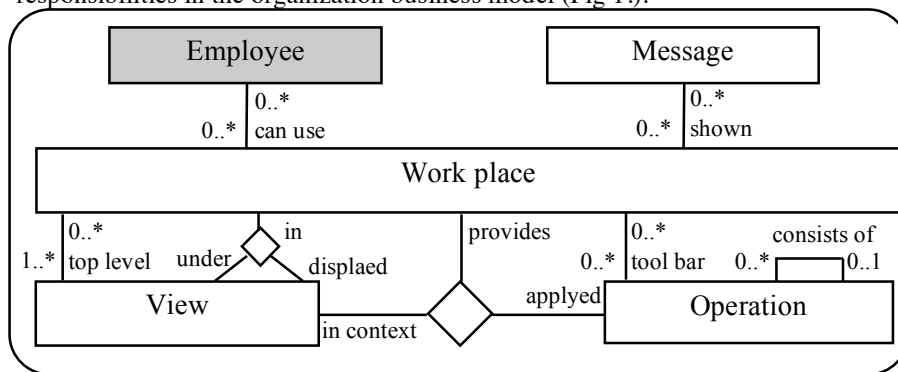 responsibilities in the organization business model (Fig 1.).
Employee
Message
0..*
0..*
0..* can use
0..* shown
Work place
0..*
in
provides
0..*
consists of
1..* top level
under
displaed
0..* tool bar
0..*
0..1
View
in context
applyed
Operation